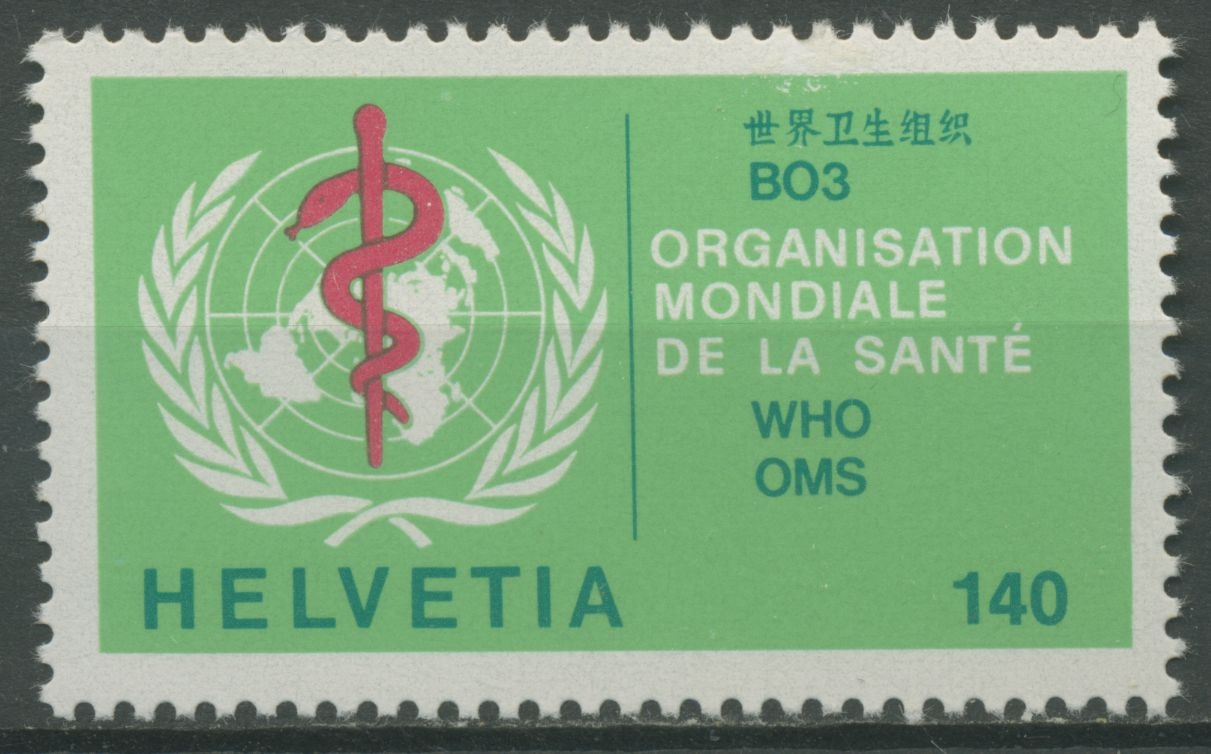 世界卫生组织
ВОЗ
ORGANISATION
MONDIALE
DE LA SANTÉ
WHO
OMS
HELVETIA
140